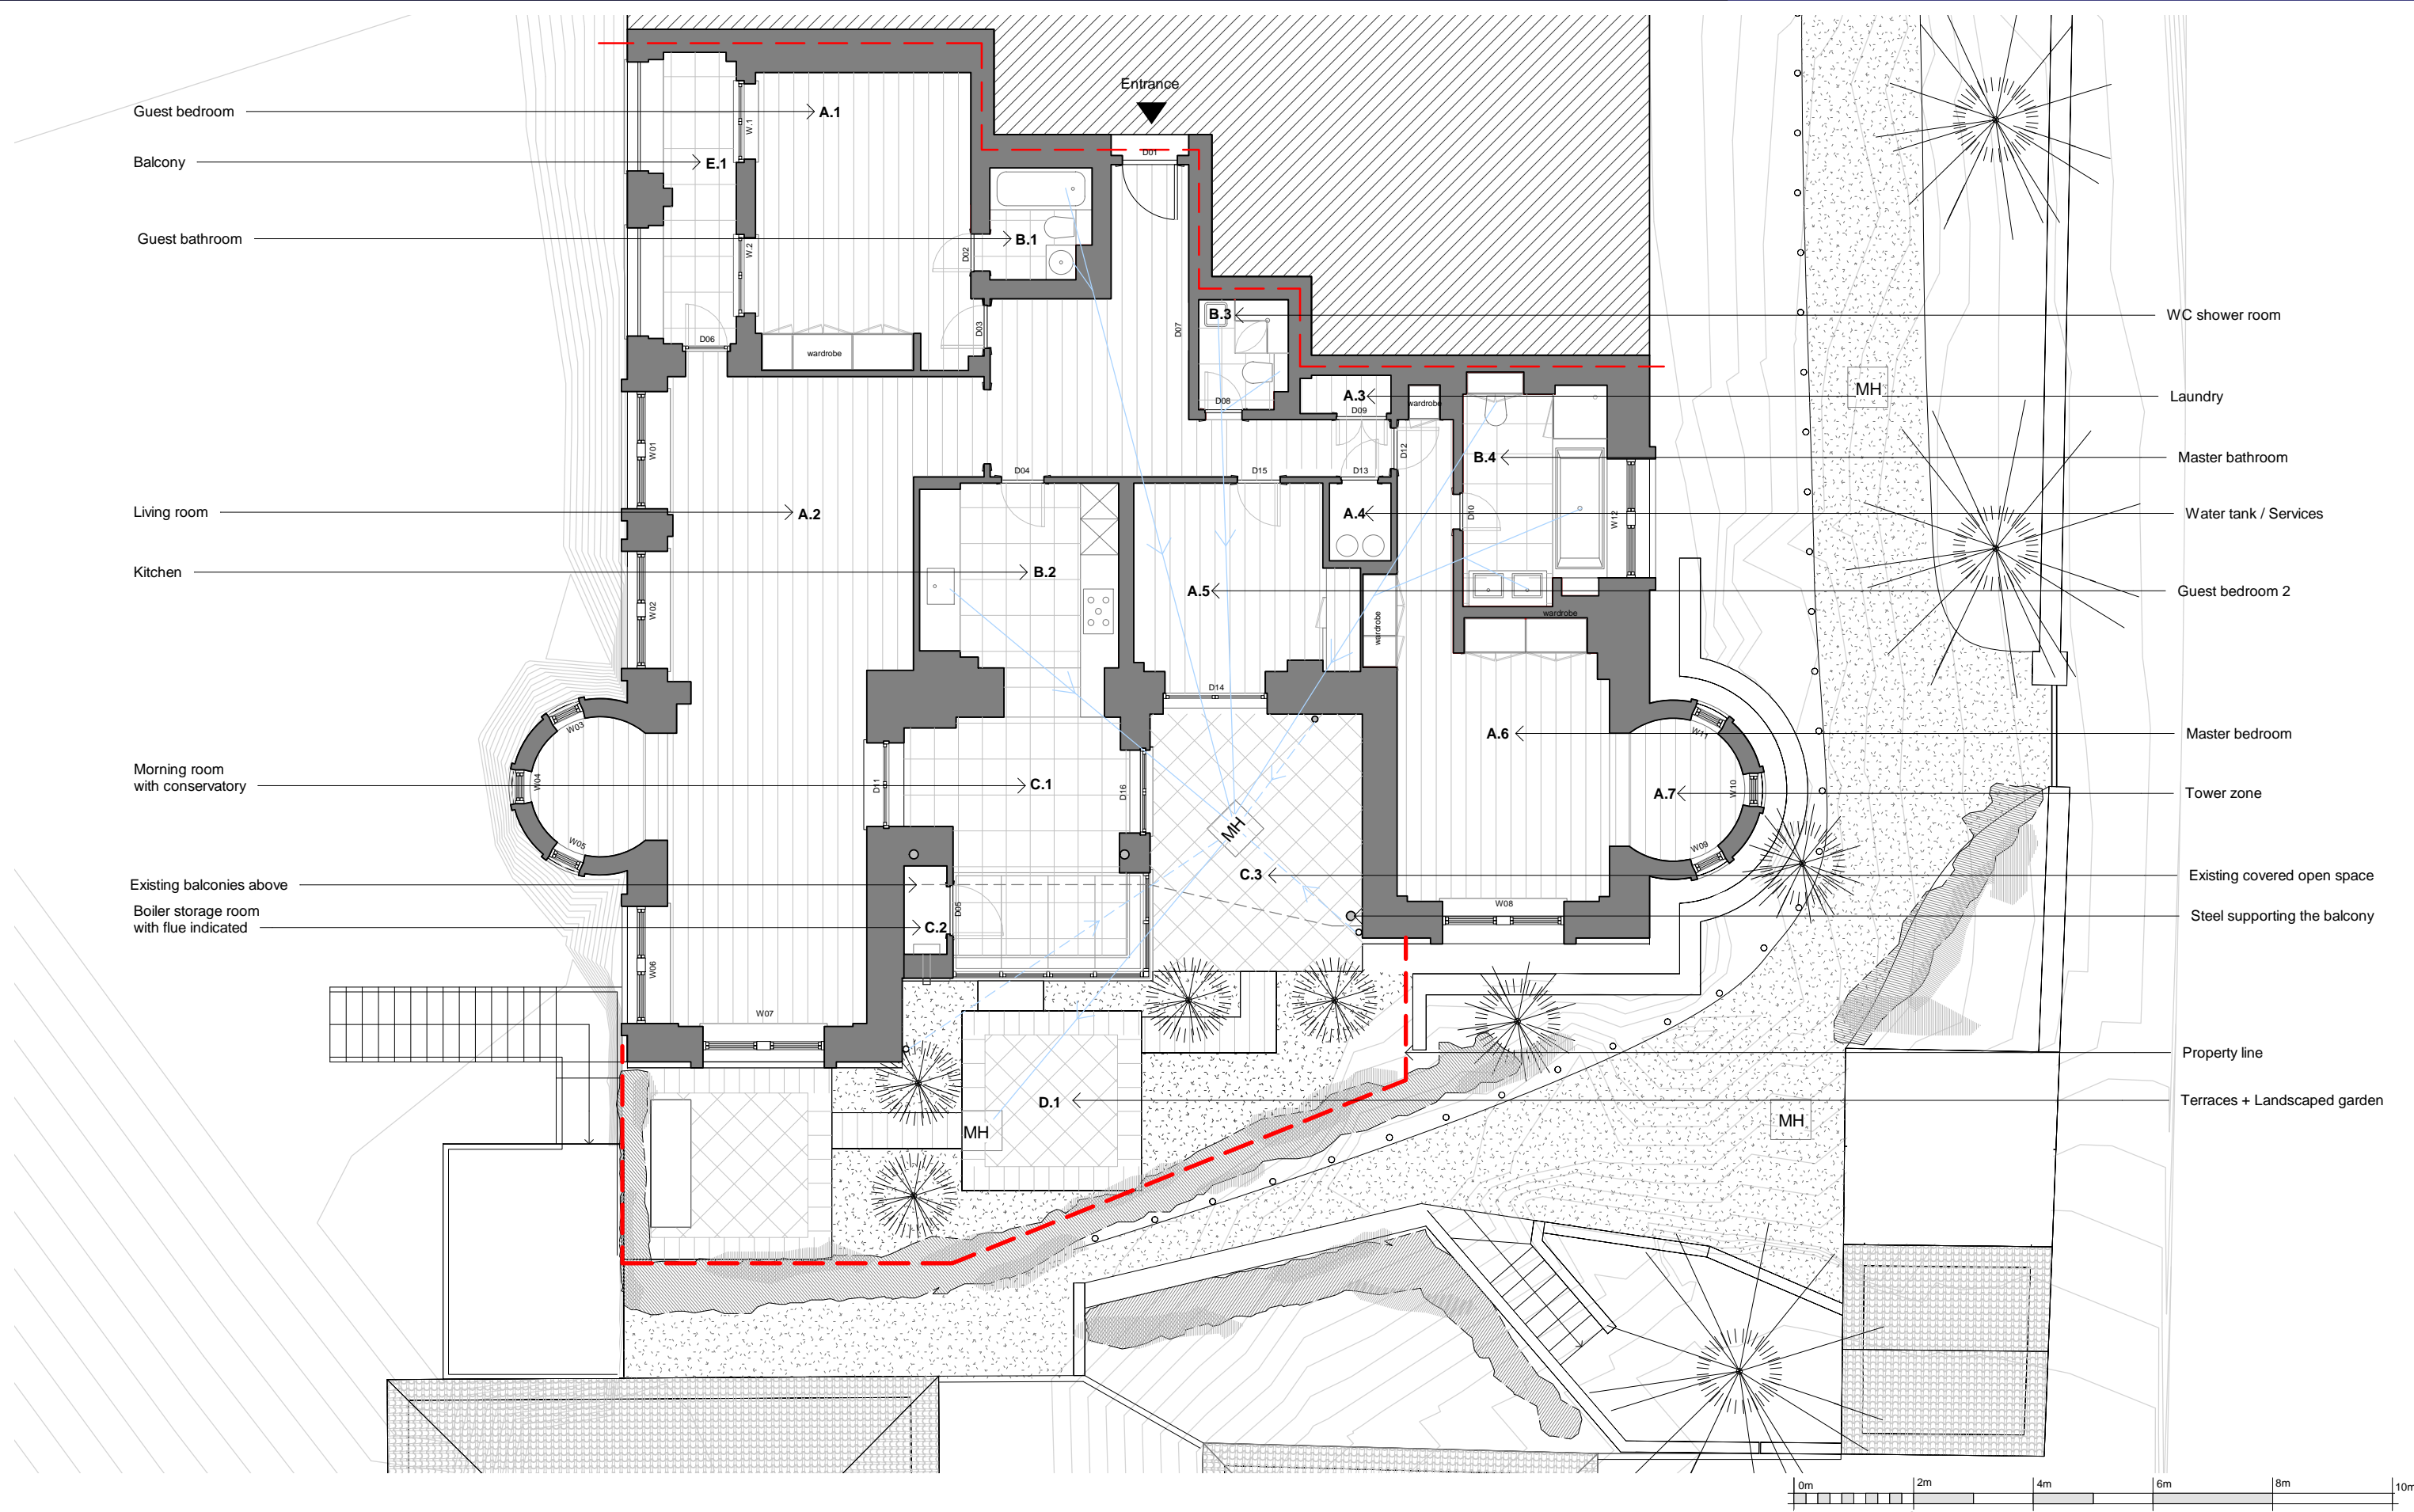 Entrance
Guest bedroom
A.1
W.1
D01
Balcony
E.1
Guest bathroom
B.1
W.2
D02
D03
D07
D06
wardrobe
B.3
WC shower room
MH
A.3
Laundry
wardrobe
D08
D09
W01
D12
B.4
Master bathroom
D04
D15
D13
Living room
A.2
A.4
Water tank / Services
D10
W12
Kitchen
B.2
A.5
Guest bedroom 2
W02
wardrobe
wardrobe
D14
W03
A.6
W11
Master bedroom
Morning room
with conservatory
W04
D11
C.1
D16
W10
A.7
Tower zone
MH
W05
W09
Existing balconies above
C.3
Existing covered open space
Boiler storage room
with flue indicated
C.2
D05
W08
Steel supporting the balcony
W06
W07
Property line
D.1
Terraces + Landscaped garden
MH
MH
0m
2m
4m
6m
8m
10m